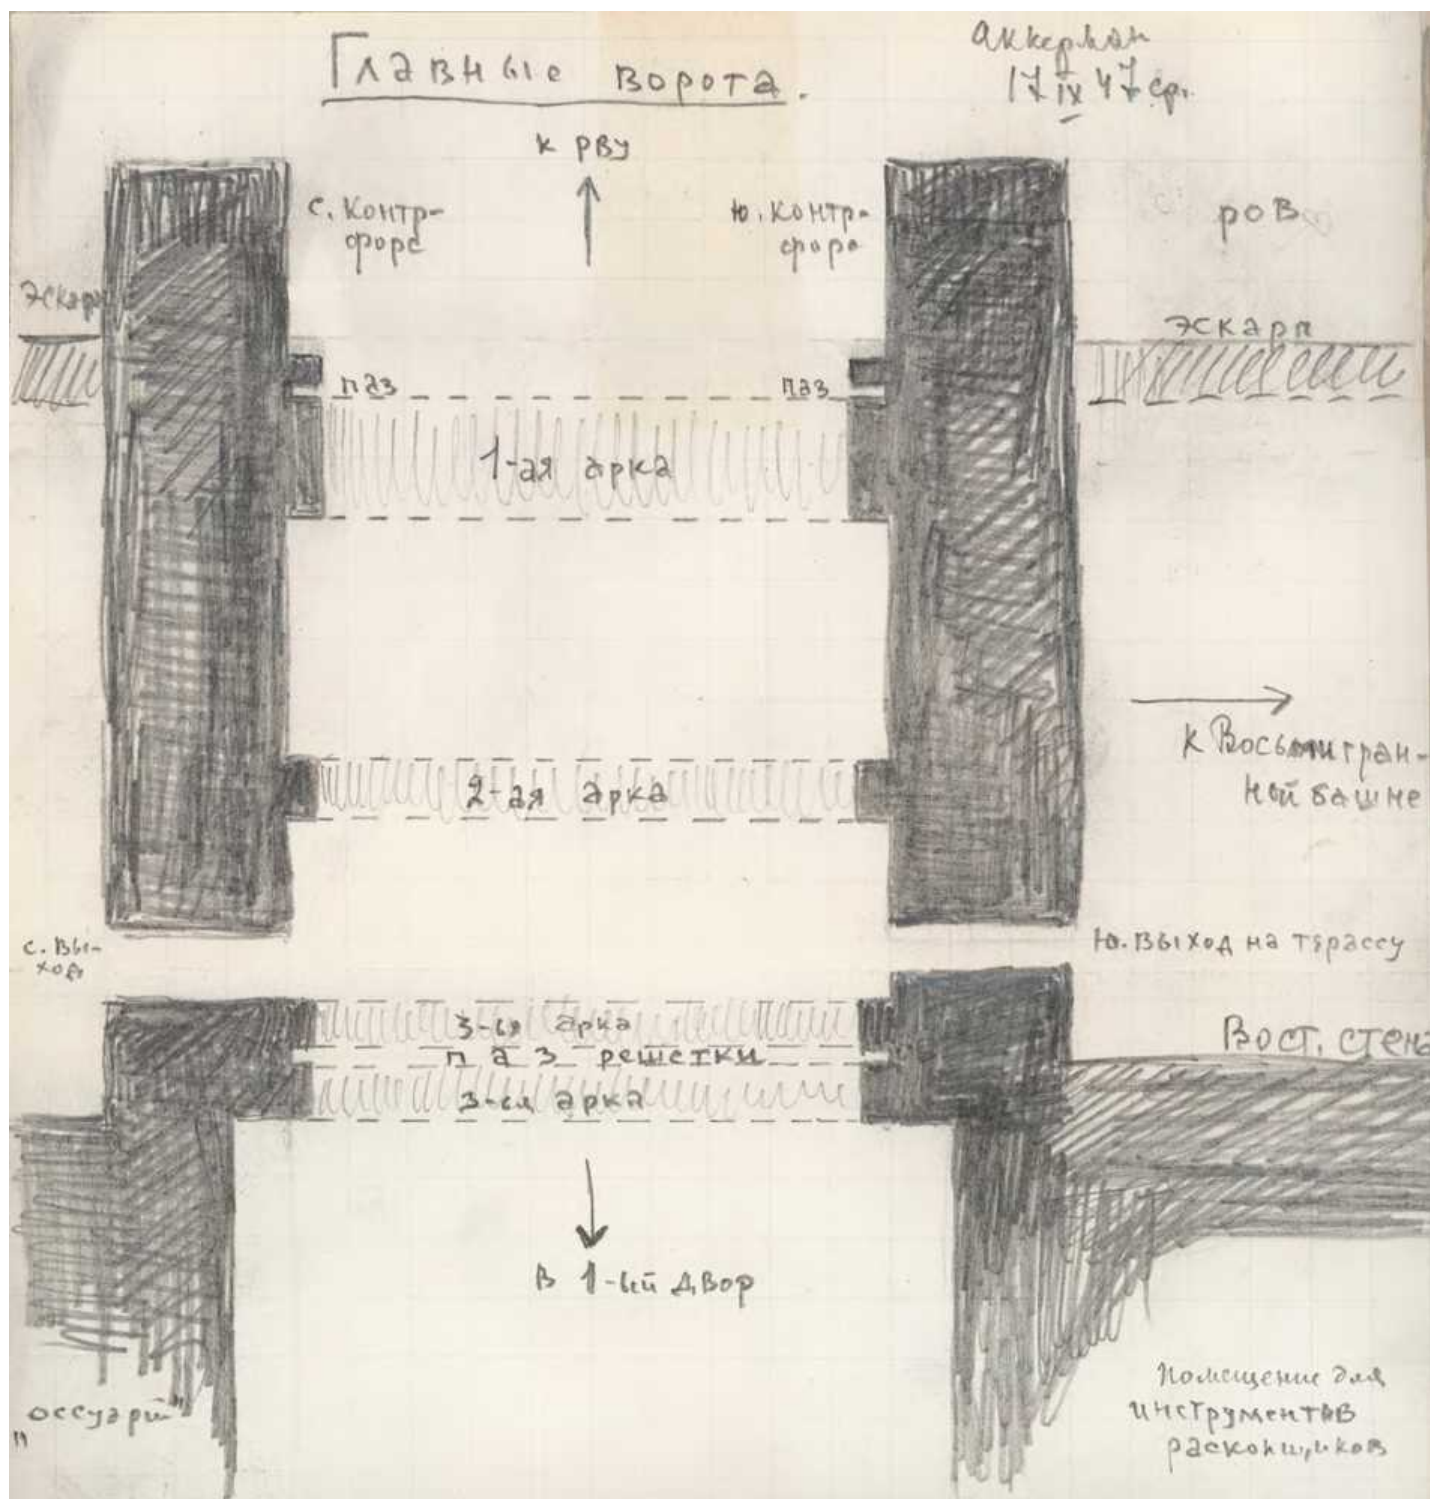 Главные ворота.
Аккерман
17 IX 47 ср.
к рву
с. контр-
форс
ю. контр-
форс
ров
эскарп
эскарп
паз
паз
1-ая арка
2-ая арка
к Восьмигран-
ной башне
с. вы-
ход
ю. выход на тэрассу
3-ья арка
паз решетки
3-ья арка
Вост. стена
в 1-ый двор
"оссуарий"
Помещение для
инструментов
раскопщиков